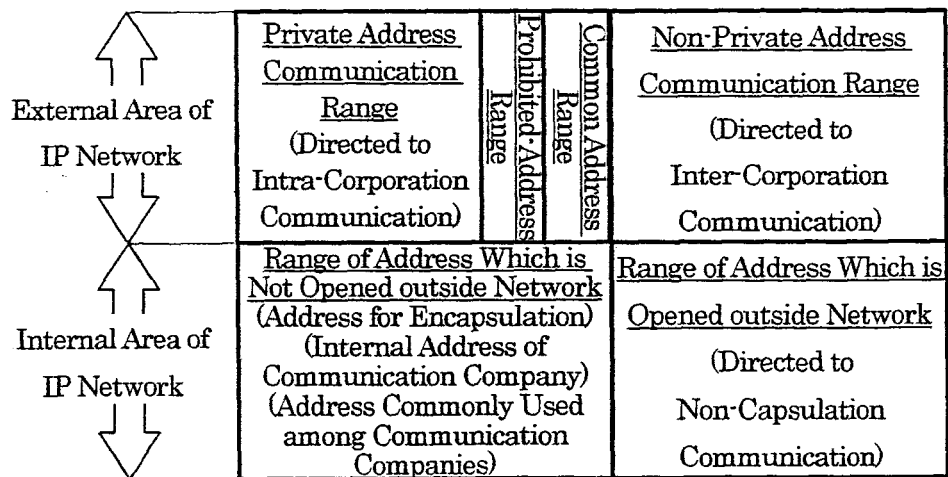 External Area of
IP Network
Private Address
Communication
Range
(Directed to
Intra-Corporation
Communication)
Prohibited·Address
Range
Common Address
Range
Non-Private Address
Communication Range
(Directed to
Inter-Corporation
Communication)
Internal Area of
IP Network
Range of Address Which is
Not Opened outside Network
(Address for Encapsulation)
(Internal Address of
Communication Company)
(Address Commonly Used
among Communication
Companies)
Range of Address Which is
Opened outside Network
(Directed to
Non-Capsulation
Communication)